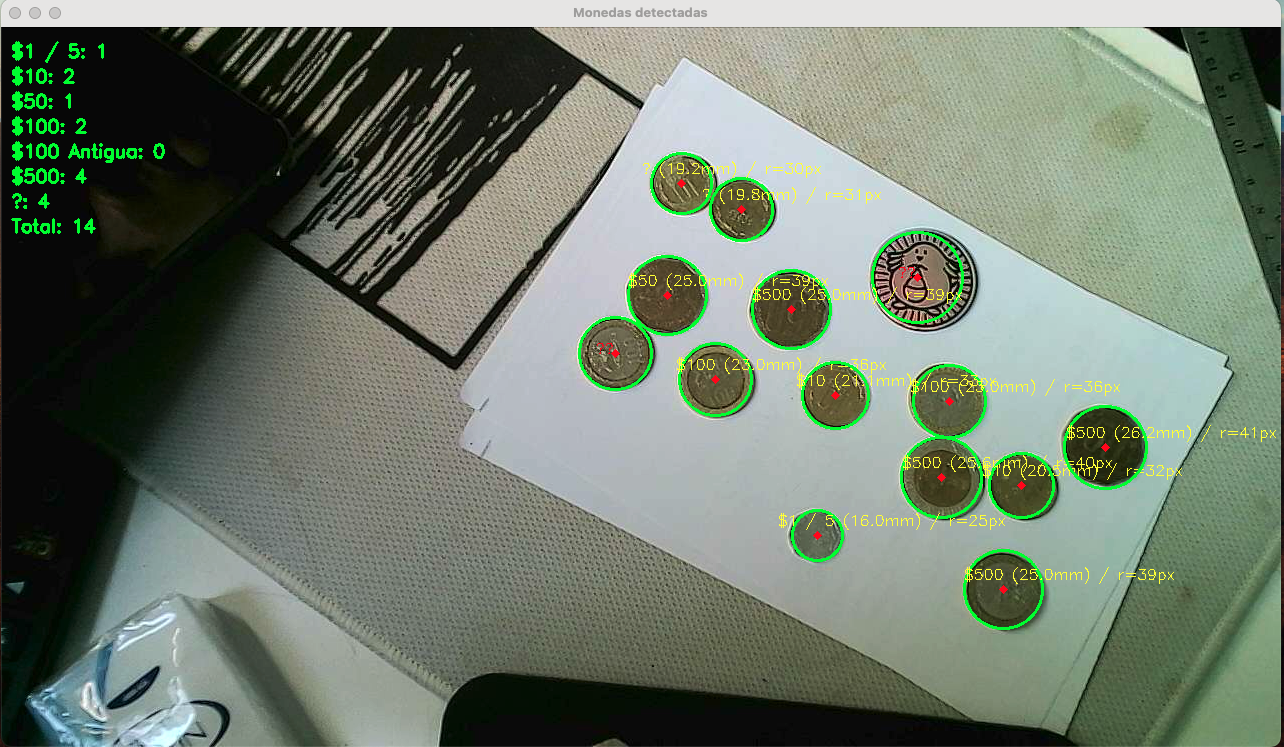 Monedas detectadas
$1 / 5: 1
$10: 2
$50: 1
$100: 2
$100 Antigua: 0
$500: 4
?: 4
Total: 14
? (19.2mm) / r=30px
? (19.8mm) / r=31px
$50 (25.0mm) / r=39px
$500 (25.0mm) / r=39px
$100 (23.0mm) / r=36px
$10 (21.1mm) / r=33px
$100 (23.0mm) / r=36px
$500 (26.2mm) / r=41px
$500 (25.6mm) / r=40px
$10 (20.5mm) / r=32px
$1 / 5 (16.0mm) / r=25px
$500 (25.0mm) / r=39px